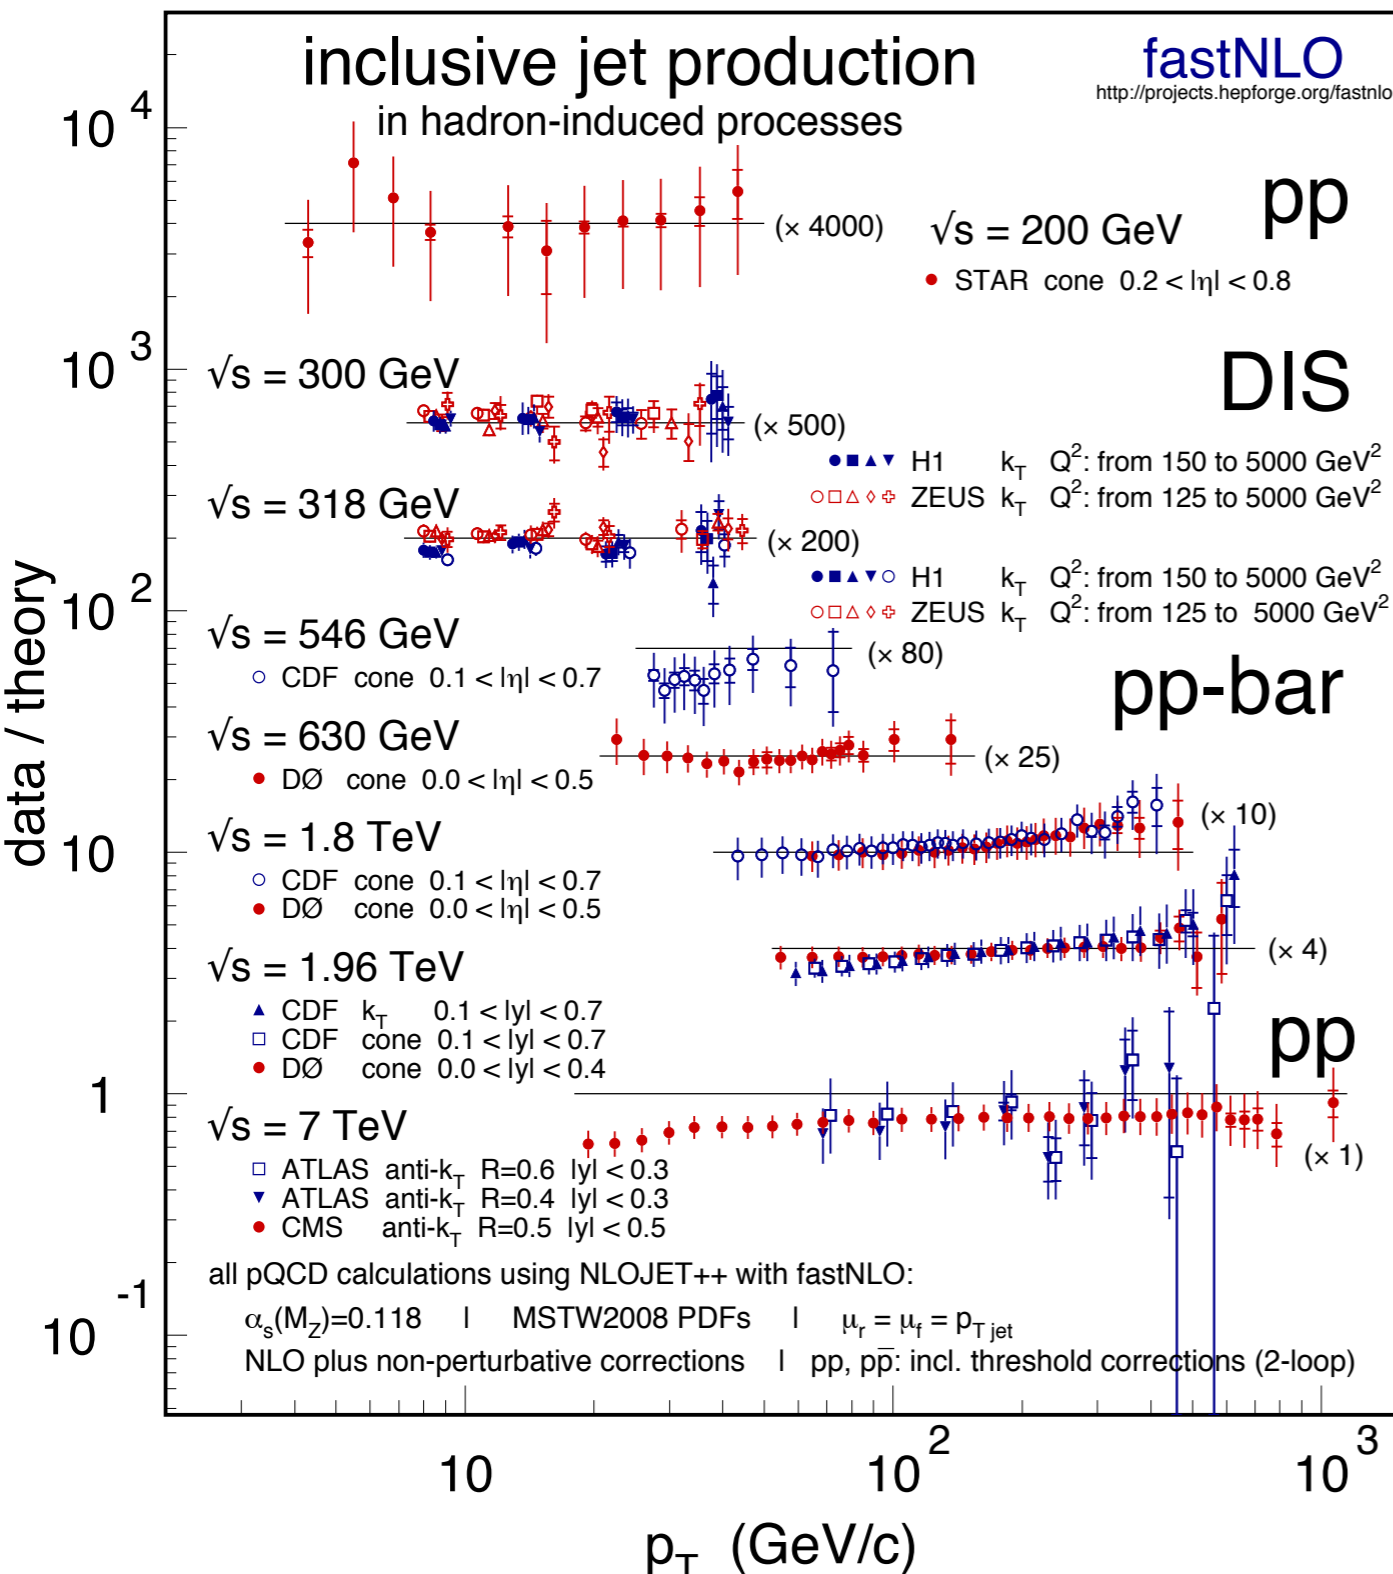 inclusive jet production
in hadron-induced processes
fastNLO
http://projects.hepforge.org/fastnlo
pp
(× 4000)
√s = 200 GeV
STAR cone 0.2 < |η| < 0.8
DIS
√s = 300 GeV
(× 500)
H1 k_T Q²: from 150 to 5000 GeV²
ZEUS k_T Q²: from 125 to 5000 GeV²
√s = 318 GeV
(× 200)
H1 k_T Q²: from 150 to 5000 GeV²
ZEUS k_T Q²: from 125 to 5000 GeV²
pp-bar
√s = 546 GeV
CDF cone 0.1 < |η| < 0.7
(× 80)
√s = 630 GeV
DØ cone 0.0 < |η| < 0.5
(× 25)
√s = 1.8 TeV
CDF cone 0.1 < |η| < 0.7
DØ cone 0.0 < |η| < 0.5
(× 10)
√s = 1.96 TeV
CDF k_T 0.1 < |y| < 0.7
CDF cone 0.1 < |y| < 0.7
DØ cone 0.0 < |y| < 0.4
(× 4)
pp
√s = 7 TeV
ATLAS anti-k_T R=0.6 |y| < 0.3
ATLAS anti-k_T R=0.4 |y| < 0.3
CMS anti-k_T R=0.5 |y| < 0.5
(× 1)
all pQCD calculations using NLOJET++ with fastNLO:
α_s(M_Z)=0.118 | MSTW2008 PDFs | μ_r = μ_f = p_T jet
NLO plus non-perturbative corrections | pp, pp̅: incl. threshold corrections (2-loop)
data / theory
10⁴
10³
10²
10
1
10⁻¹
10
10²
10³
p_T (GeV/c)